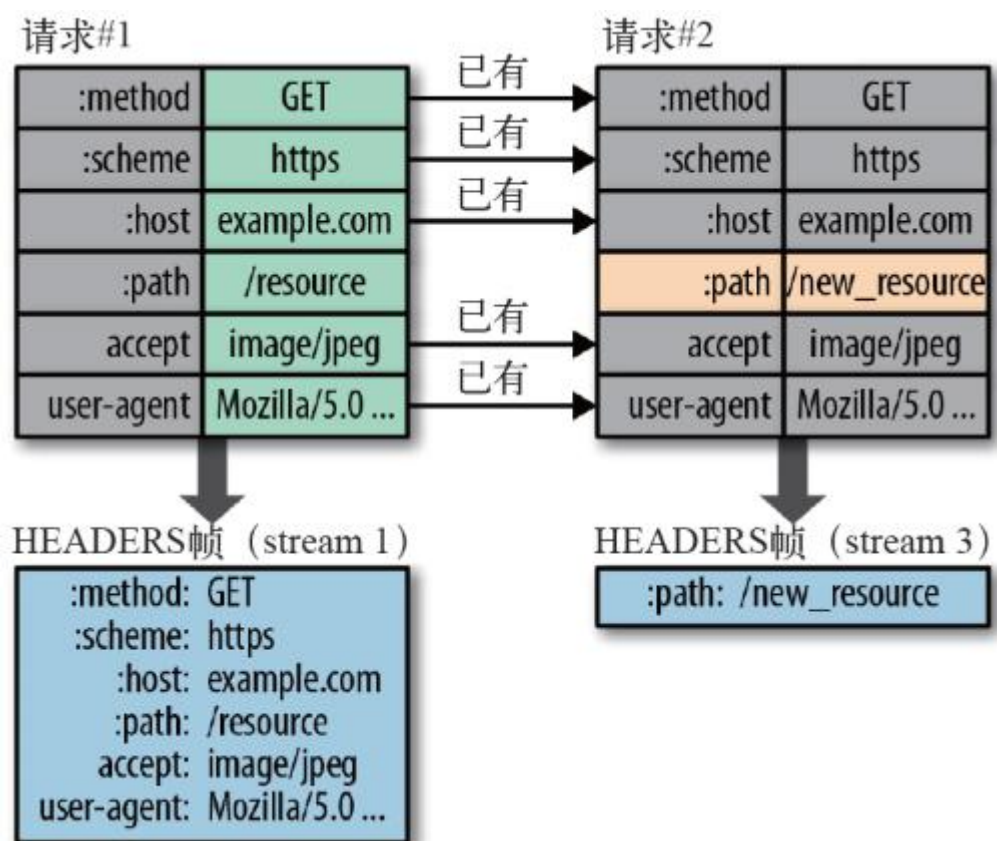 请求#1
:method GET
:scheme https
:host example.com
:path /resource
accept image/jpeg
user-agent Mozilla/5.0 ...
已有
已有
已有
已有
已有
请求#2
:method GET
:scheme https
:host example.com
:path /new_resource
accept image/jpeg
user-agent Mozilla/5.0 ...
HEADERS帧（stream 1）
:method: GET
:scheme: https
:host: example.com
:path: /resource
accept: image/jpeg
user-agent: Mozilla/5.0 ...
HEADERS帧（stream 3）
:path: /new_resource